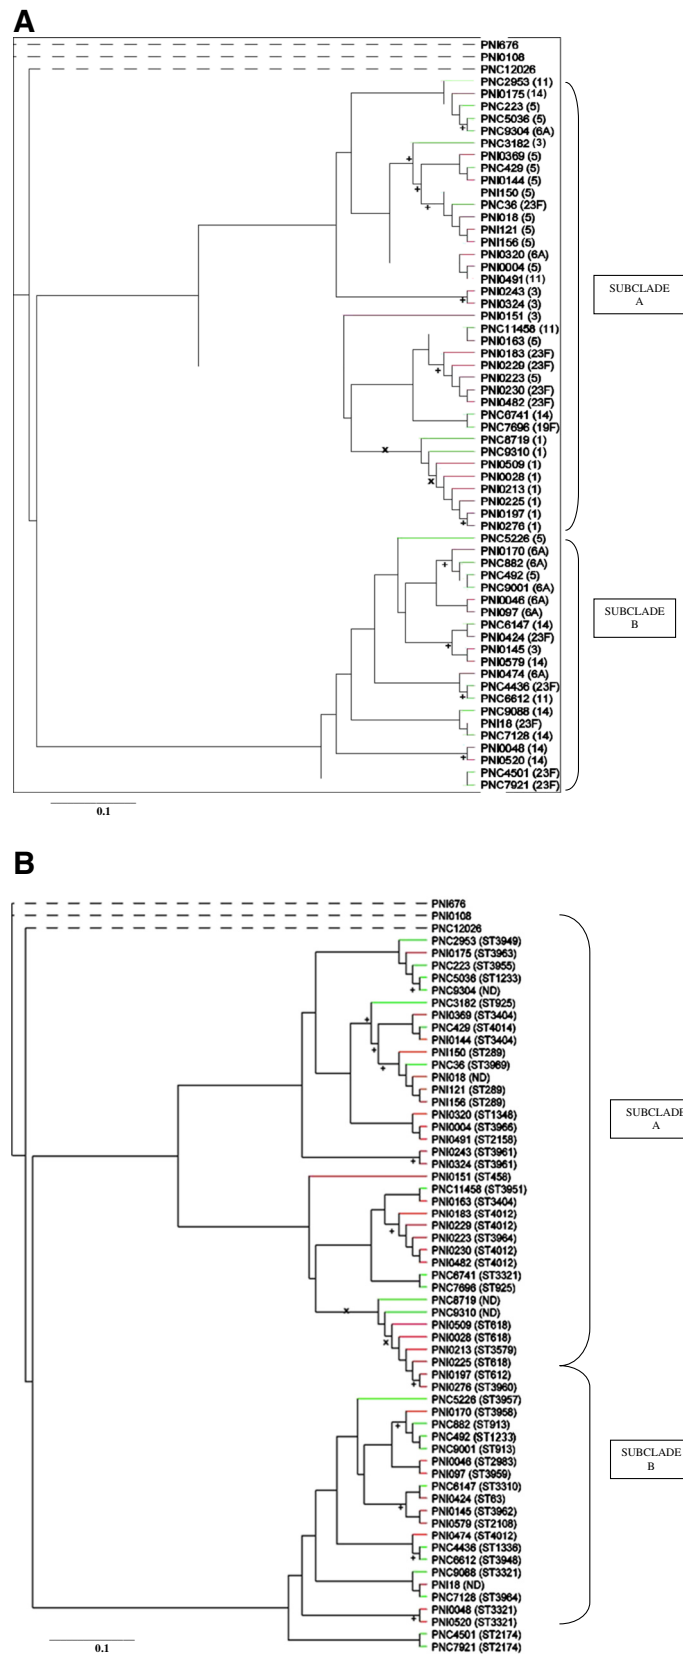 A
PNI676
PNI0108
PNC12026
PNC2953 (11)
PNI0175 (14)
PNC223 (5)
PNC5036 (5)
PNC9304 (6A)
PNC3182 (3)
PNI0369 (5)
PNC429 (5)
PNI0144 (5)
PNI150 (5)
PNC36 (23F)
PNI018 (5)
PNI121 (5)
PNI156 (5)
PNI0320 (6A)
PNI0004 (5)
PNI0491 (11)
PNI0243 (3)
PNI0324 (3)
PNI0151 (3)
PNC11458 (11)
PNI0163 (5)
PNI0183 (23F)
PNI0229 (23F)
PNI0223 (5)
PNI0230 (23F)
PNI0482 (23F)
PNC6741 (14)
PNC7696 (19F)
PNC8719 (1)
PNC9310 (1)
PNI0509 (1)
PNI0028 (1)
PNI0213 (1)
PNI0225 (1)
PNI0197 (1)
PNI0276 (1)
PNC5226 (5)
PNI0170 (6A)
PNC882 (6A)
PNC492 (5)
PNC9001 (6A)
PNI0046 (6A)
PNI097 (6A)
PNC6147 (14)
PNI0424 (23F)
PNI0145 (3)
PNI0579 (14)
PNI0474 (6A)
PNC4436 (23F)
PNC6612 (11)
PNC9088 (14)
PNI18 (23F)
PNC7128 (14)
PNI0048 (14)
PNI0520 (14)
PNC4501 (23F)
PNC7921 (23F)
SUBCLADE
A
SUBCLADE
B
0.1
B
PNI676
PNI0108
PNC12026
PNC2953 (ST3949)
PNI0175 (ST3963)
PNC223 (ST3955)
PNC5036 (ST1233)
PNC9304 (ND)
PNC3182 (ST925)
PNI0369 (ST3404)
PNC429 (ST4014)
PNI0144 (ST3404)
PNI150 (ST289)
PNC36 (ST3969)
PNI018 (ND)
PNI121 (ST289)
PNI156 (ST289)
PNI0320 (ST1348)
PNI0004 (ST3966)
PNI0491 (ST2158)
PNI0243 (ST3961)
PNI0324 (ST3961)
PNI0151 (ST458)
PNC11458 (ST3951)
PNI0163 (ST3404)
PNI0183 (ST4012)
PNI0229 (ST4012)
PNI0223 (ST3964)
PNI0230 (ST4012)
PNI0482 (ST4012)
PNC6741 (ST3321)
PNC7696 (ST925)
PNC8719 (ND)
PNC9310 (ND)
PNI0509 (ST618)
PNI0028 (ST618)
PNI0213 (ST3579)
PNI0225 (ST618)
PNI0197 (ST612)
PNI0276 (ST3960)
PNC5226 (ST3957)
PNI0170 (ST3958)
PNC882 (ST913)
PNC492 (ST1233)
PNC9001 (ST913)
PNI0046 (ST2983)
PNI097 (ST3959)
PNC6147 (ST3310)
PNI0424 (ST63)
PNI0145 (ST3962)
PNI0579 (ST2108)
PNI0474 (ST4012)
PNC4436 (ST1336)
PNC6612 (ST3948)
PNC9088 (ST3321)
PNI18 (ND)
PNC7128 (ST3964)
PNI0048 (ST3321)
PNI0520 (ST3321)
PNC4501 (ST2174)
PNC7921 (ST2174)
SUBCLADE
A
SUBCLADE
B
0.1